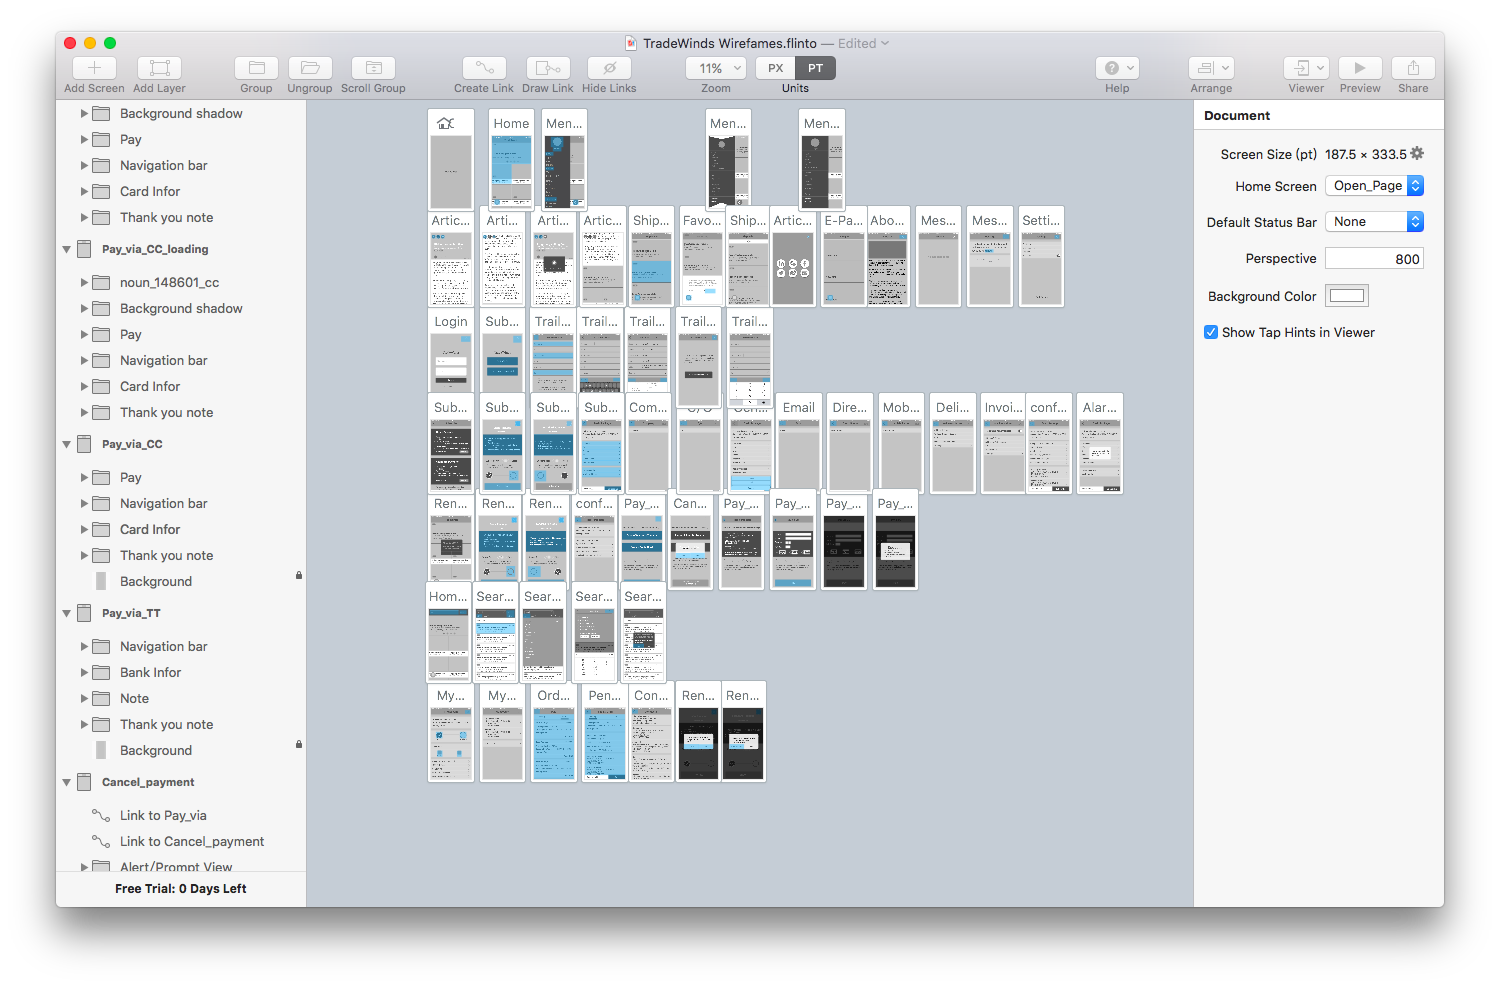 TradeWinds Wirefames.flinto — Edited
11%
PX
PT
Add Screen
Add Layer
Group
Ungroup
Scroll Group
Create Link
Draw Link
Hide Links
Zoom
Units
Help
Arrange
Viewer
Preview
Share
Background shadow
Pay
Navigation bar
Card Infor
Thank you note
Pay_via_CC_loading
noun_148601_cc
Background shadow
Pay
Navigation bar
Card Infor
Thank you note
Pay_via_CC
Pay
Navigation bar
Card Infor
Thank you note
Background
Pay_via_TT
Navigation bar
Bank Infor
Note
Thank you note
Background
Cancel_payment
Link to Pay_via
Link to Cancel_payment
Alert/Prompt View
Free Trial: 0 Days Left
Home
Men...
Men...
Men...
Artic...
Arti...
Arti...
Artic...
Ship...
Favo...
Ship...
Artic...
E-Pa...
Abo...
Mes...
Mes...
Setti...
Login
Sub...
Trail...
Trail...
Trail...
Trail...
Trail...
Sub...
Sub...
Sub...
Sub...
Com...
Email
Dire...
Mob...
Deli...
Invoi...
conf...
Alar...
Ren...
Ren...
Ren...
conf...
Pay_...
Can...
Pay_...
Pay_...
Pay_...
Pay_...
Hom...
Sear...
Sear...
Sear...
Sear...
My...
My...
Ord...
Pen...
Con...
Ren...
Ren...
Document
Screen Size (pt) 187.5 × 333.5
Home Screen Open_Page
Default Status Bar None
Perspective 800
Background Color
Show Tap Hints in Viewer